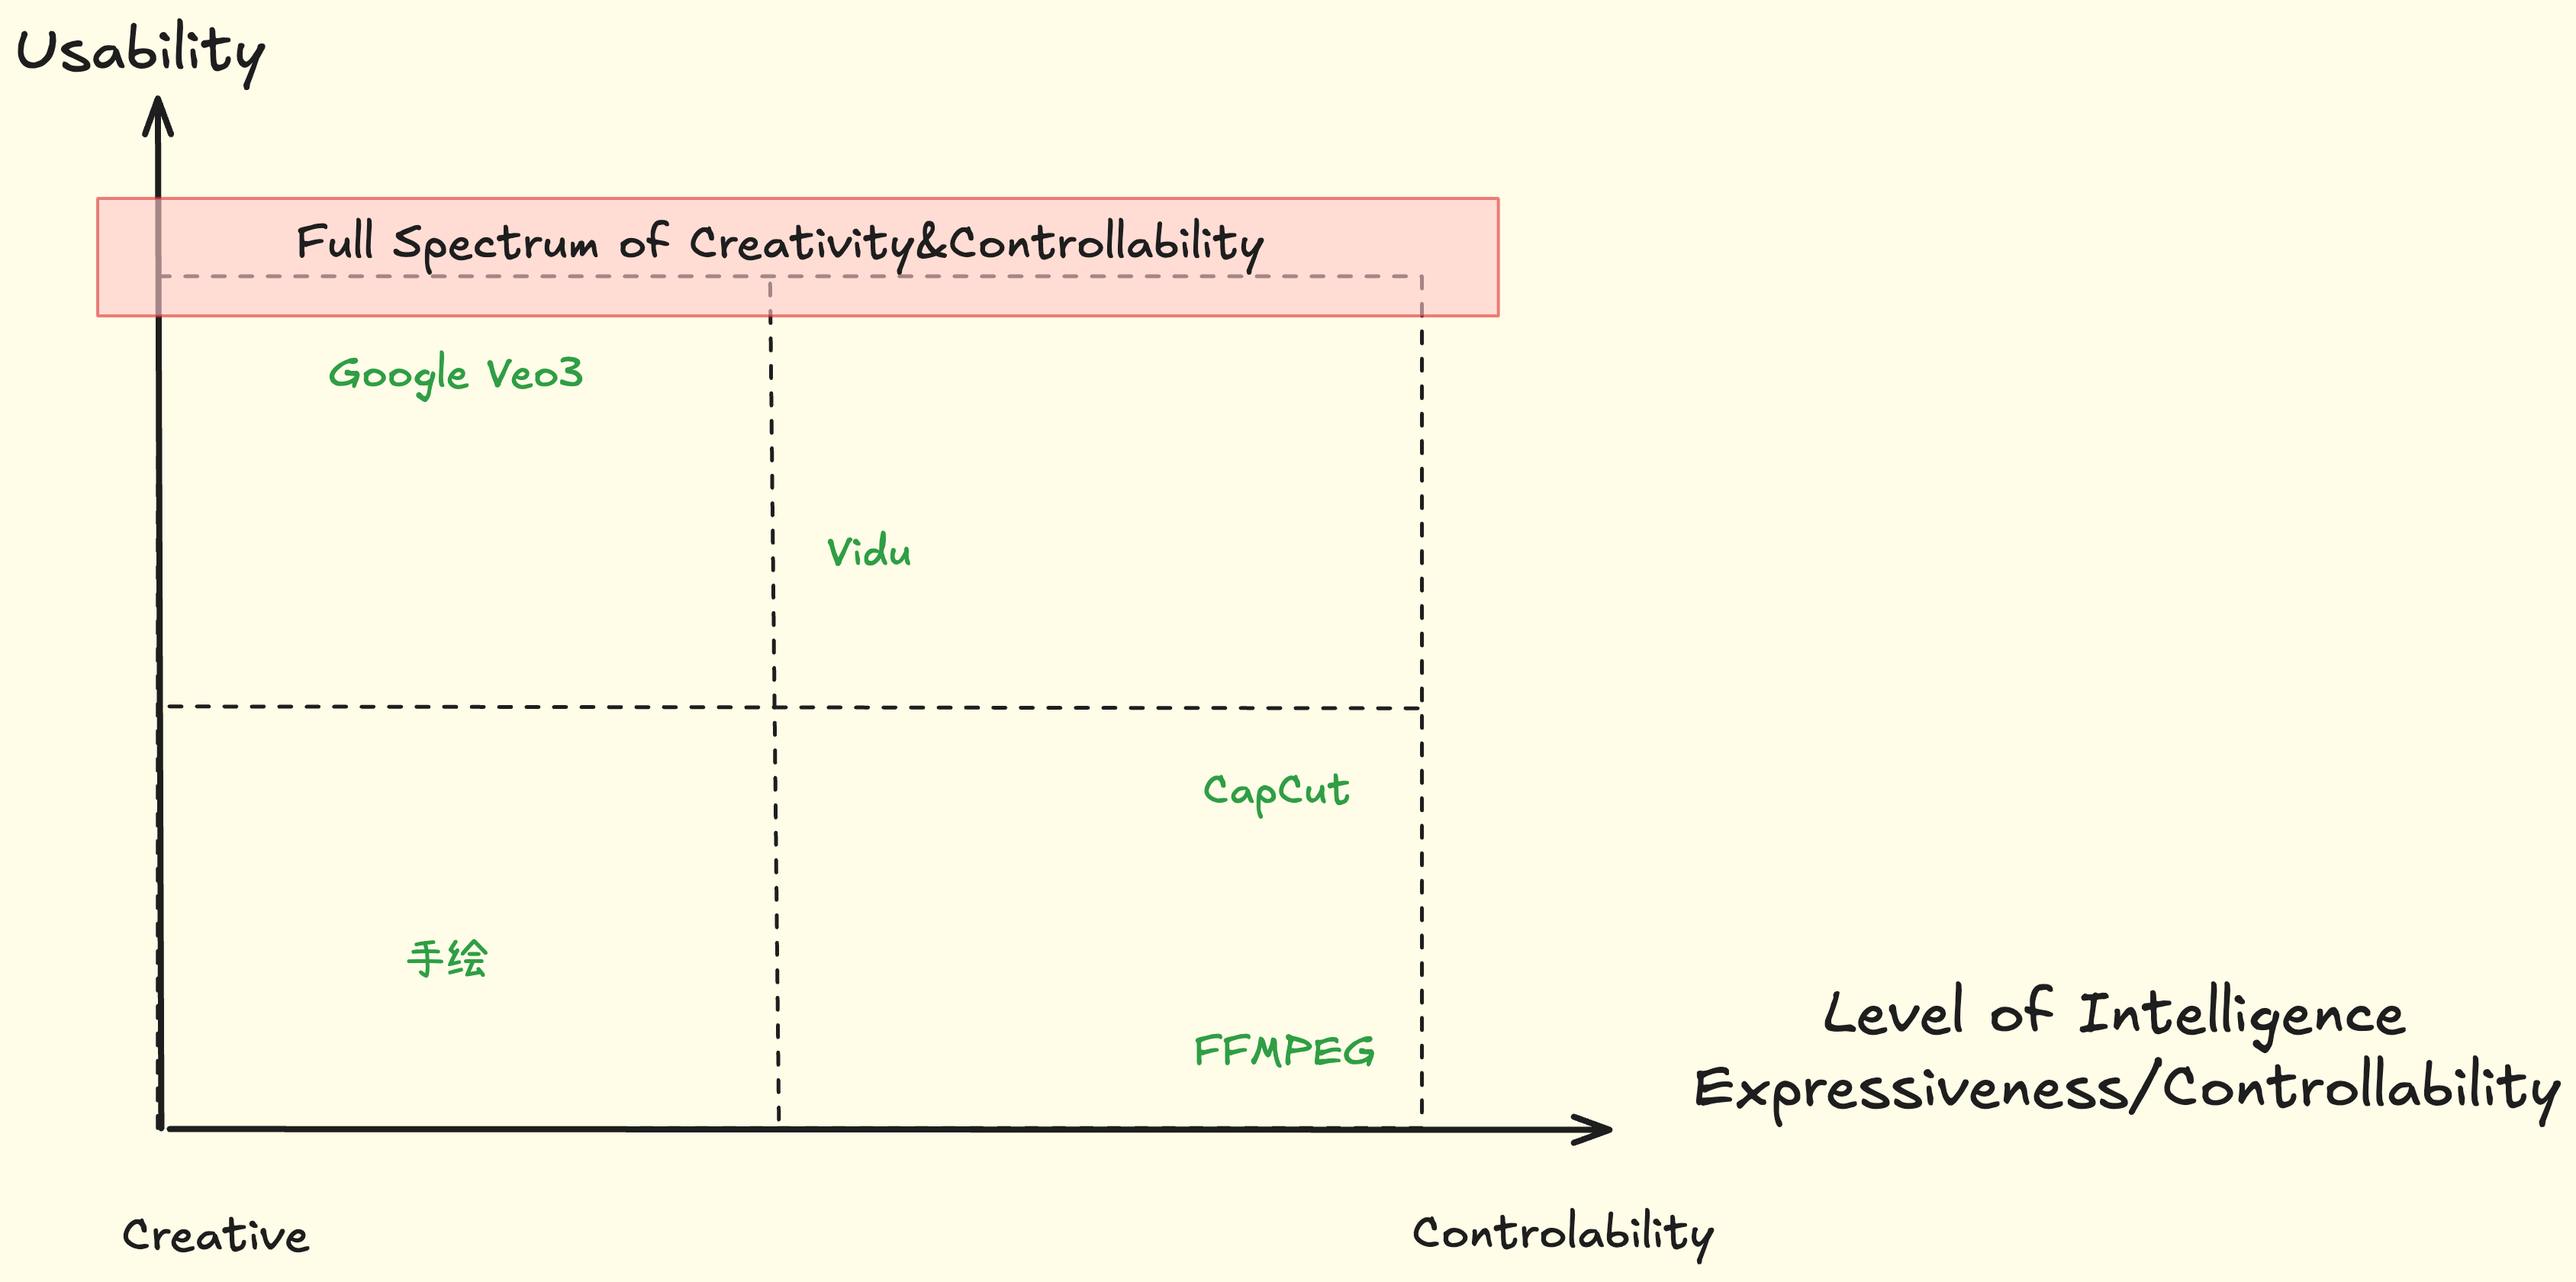 Usability
Full Spectrum of Creativity&Controllability
Google Veo3
Vidu
CapCut
手绘
FFMPEG
Level of Intelligence
Expressiveness/Controllability
Creative
Controlability